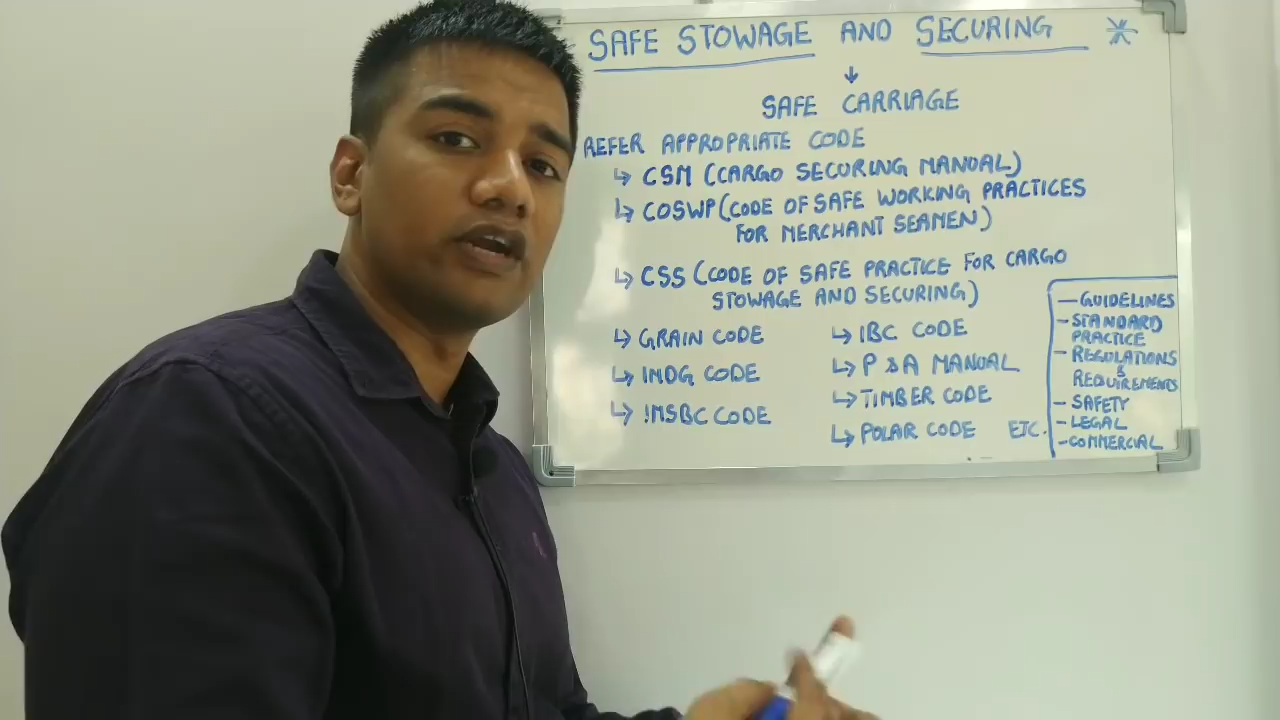 SAFE STOWAGE AND SECURING
SAFE CARRIAGE
REFER APPROPRIATE CODE
CSM (CARGO SECURING MANUAL)
COSWP (CODE OF SAFE WORKING PRACTICES
FOR MERCHANT SEAMEN)
CSS (CODE OF SAFE PRACTICE FOR CARGO
STOWAGE AND SECURING)
GRAIN CODE
IMDG CODE
IMSBC CODE
IBC CODE
P & A MANUAL
TIMBER CODE
POLAR CODE ETC.
- GUIDELINES
- STANDARD
PRACTICE
- REGULATIONS
&
REQUIREMENTS
- SAFETY
- LEGAL
- COMMERCIAL